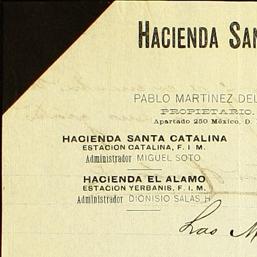 HACIENDA SAN
PABLO MARTINEZ DEL
PROPIETARIO.
Apartado 250 México, D.
HACIENDA SANTA CATALINA
ESTACION CATALINA, F. I M.
Administrador MIGUEL SOTO
HACIENDA EL ALAMO
ESTACION YERBANIS, F. I. M.
Administrador DIONISIO SALAS H
Las M